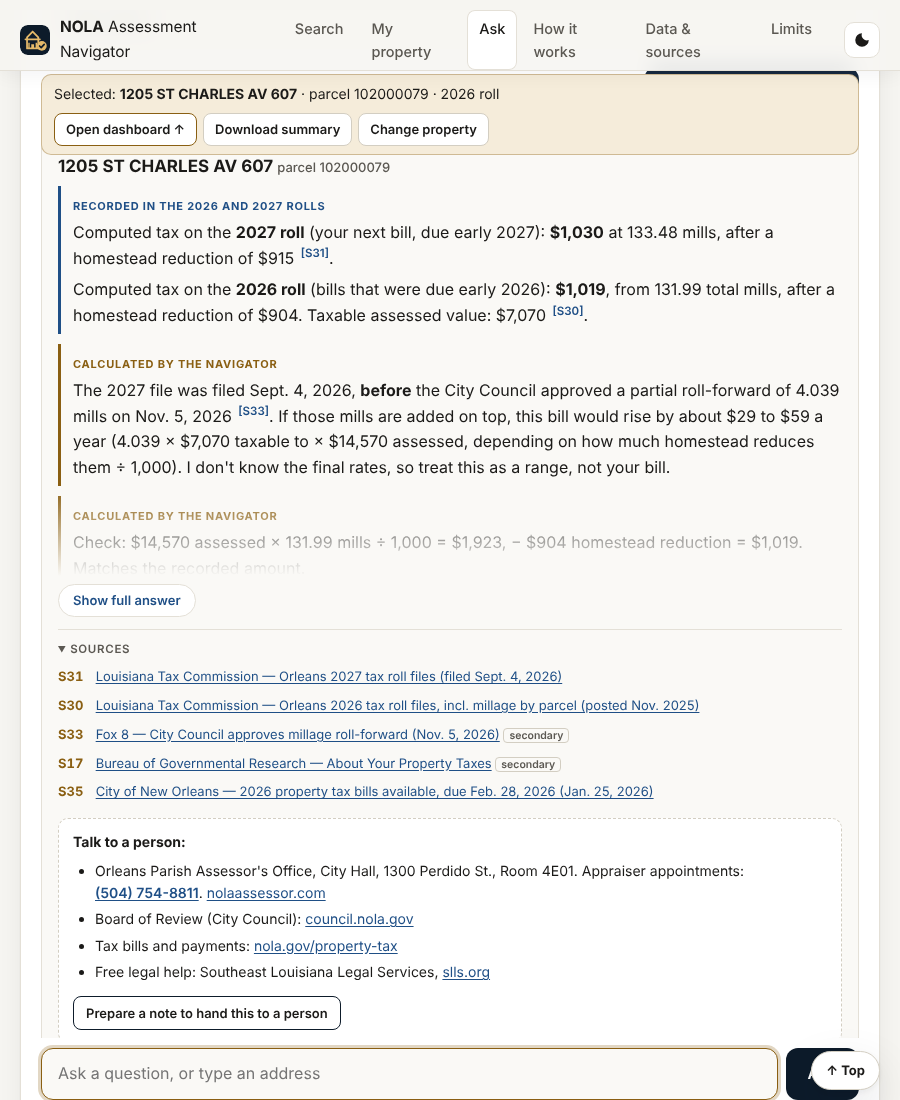 NOLA Assessment
Navigator
Search
My
property
Ask
How it
works
Data &
sources
Limits
Selected: 1205 ST CHARLES AV 607 · parcel 102000079 · 2026 roll
Open dashboard ↑
Download summary
Change property
1205 ST CHARLES AV 607 parcel 102000079
RECORDED IN THE 2026 AND 2027 ROLLS
Computed tax on the 2027 roll (your next bill, due early 2027): $1,030 at 133.48 mills, after a
homestead reduction of $915 [S31].
Computed tax on the 2026 roll (bills that were due early 2026): $1,019, from 131.99 total mills, after a
homestead reduction of $904. Taxable assessed value: $7,070 [S30].
CALCULATED BY THE NAVIGATOR
The 2027 file was filed Sept. 4, 2026, before the City Council approved a partial roll-forward of 4.039
mills on Nov. 5, 2026 [S33]. If those mills are added on top, this bill would rise by about $29 to $59 a
year (4.039 × $7,070 taxable to × $14,570 assessed, depending on how much homestead reduces
them ÷ 1,000). I don't know the final rates, so treat this as a range, not your bill.
CALCULATED BY THE NAVIGATOR
Check: $14,570 assessed × 131.99 mills ÷ 1,000 = $1,923, − $904 homestead reduction = $1,019.
Matches the recorded amount.
Show full answer
▼ SOURCES
S31 Louisiana Tax Commission — Orleans 2027 tax roll files (filed Sept. 4, 2026)
S30 Louisiana Tax Commission — Orleans 2026 tax roll files, incl. millage by parcel (posted Nov. 2025)
S33 Fox 8 — City Council approves millage roll-forward (Nov. 5, 2026) secondary
S17 Bureau of Governmental Research — About Your Property Taxes secondary
S35 City of New Orleans — 2026 property tax bills available, due Feb. 28, 2026 (Jan. 25, 2026)
Talk to a person:
• Orleans Parish Assessor's Office, City Hall, 1300 Perdido St., Room 4E01. Appraiser appointments:
(504) 754-8811. nolaassessor.com
• Board of Review (City Council): council.nola.gov
• Tax bills and payments: nola.gov/property-tax
• Free legal help: Southeast Louisiana Legal Services, slls.org
Prepare a note to hand this to a person
Ask a question, or type an address
↑ Top